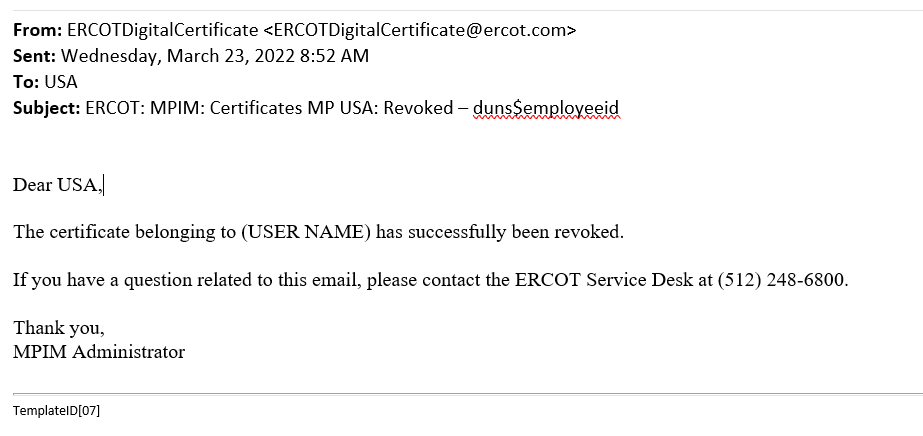 From: ERCOTDigitalCertificate <ERCOTDigitalCertificate@ercot.com>
Sent: Wednesday, March 23, 2022 8:52 AM
To: USA
Subject: ERCOT: MPIM: Certificates MP USA: Revoked – duns$employeeid
Dear USA,
The certificate belonging to (USER NAME) has successfully been revoked.
If you have a question related to this email, please contact the ERCOT Service Desk at (512) 248-6800.
Thank you,
MPIM Administrator
TemplateID[07]